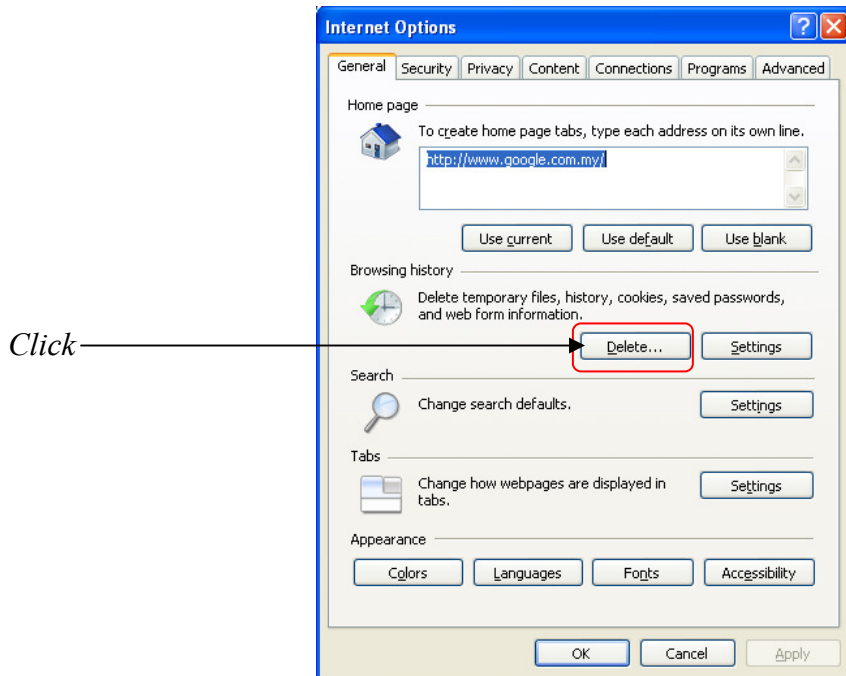 Internet Options
General Security Privacy Content Connections Programs Advanced
Home page
To create home page tabs, type each address on its own line.
http://www.google.com.my/
Use current Use default Use blank
Browsing history
Delete temporary files, history, cookies, saved passwords,
and web form information.
Click
Delete... Settings
Search
Change search defaults.
Settings
Tabs
Change how webpages are displayed in
tabs.
Settings
Appearance
Colors Languages Fonts Accessibility
OK Cancel Apply